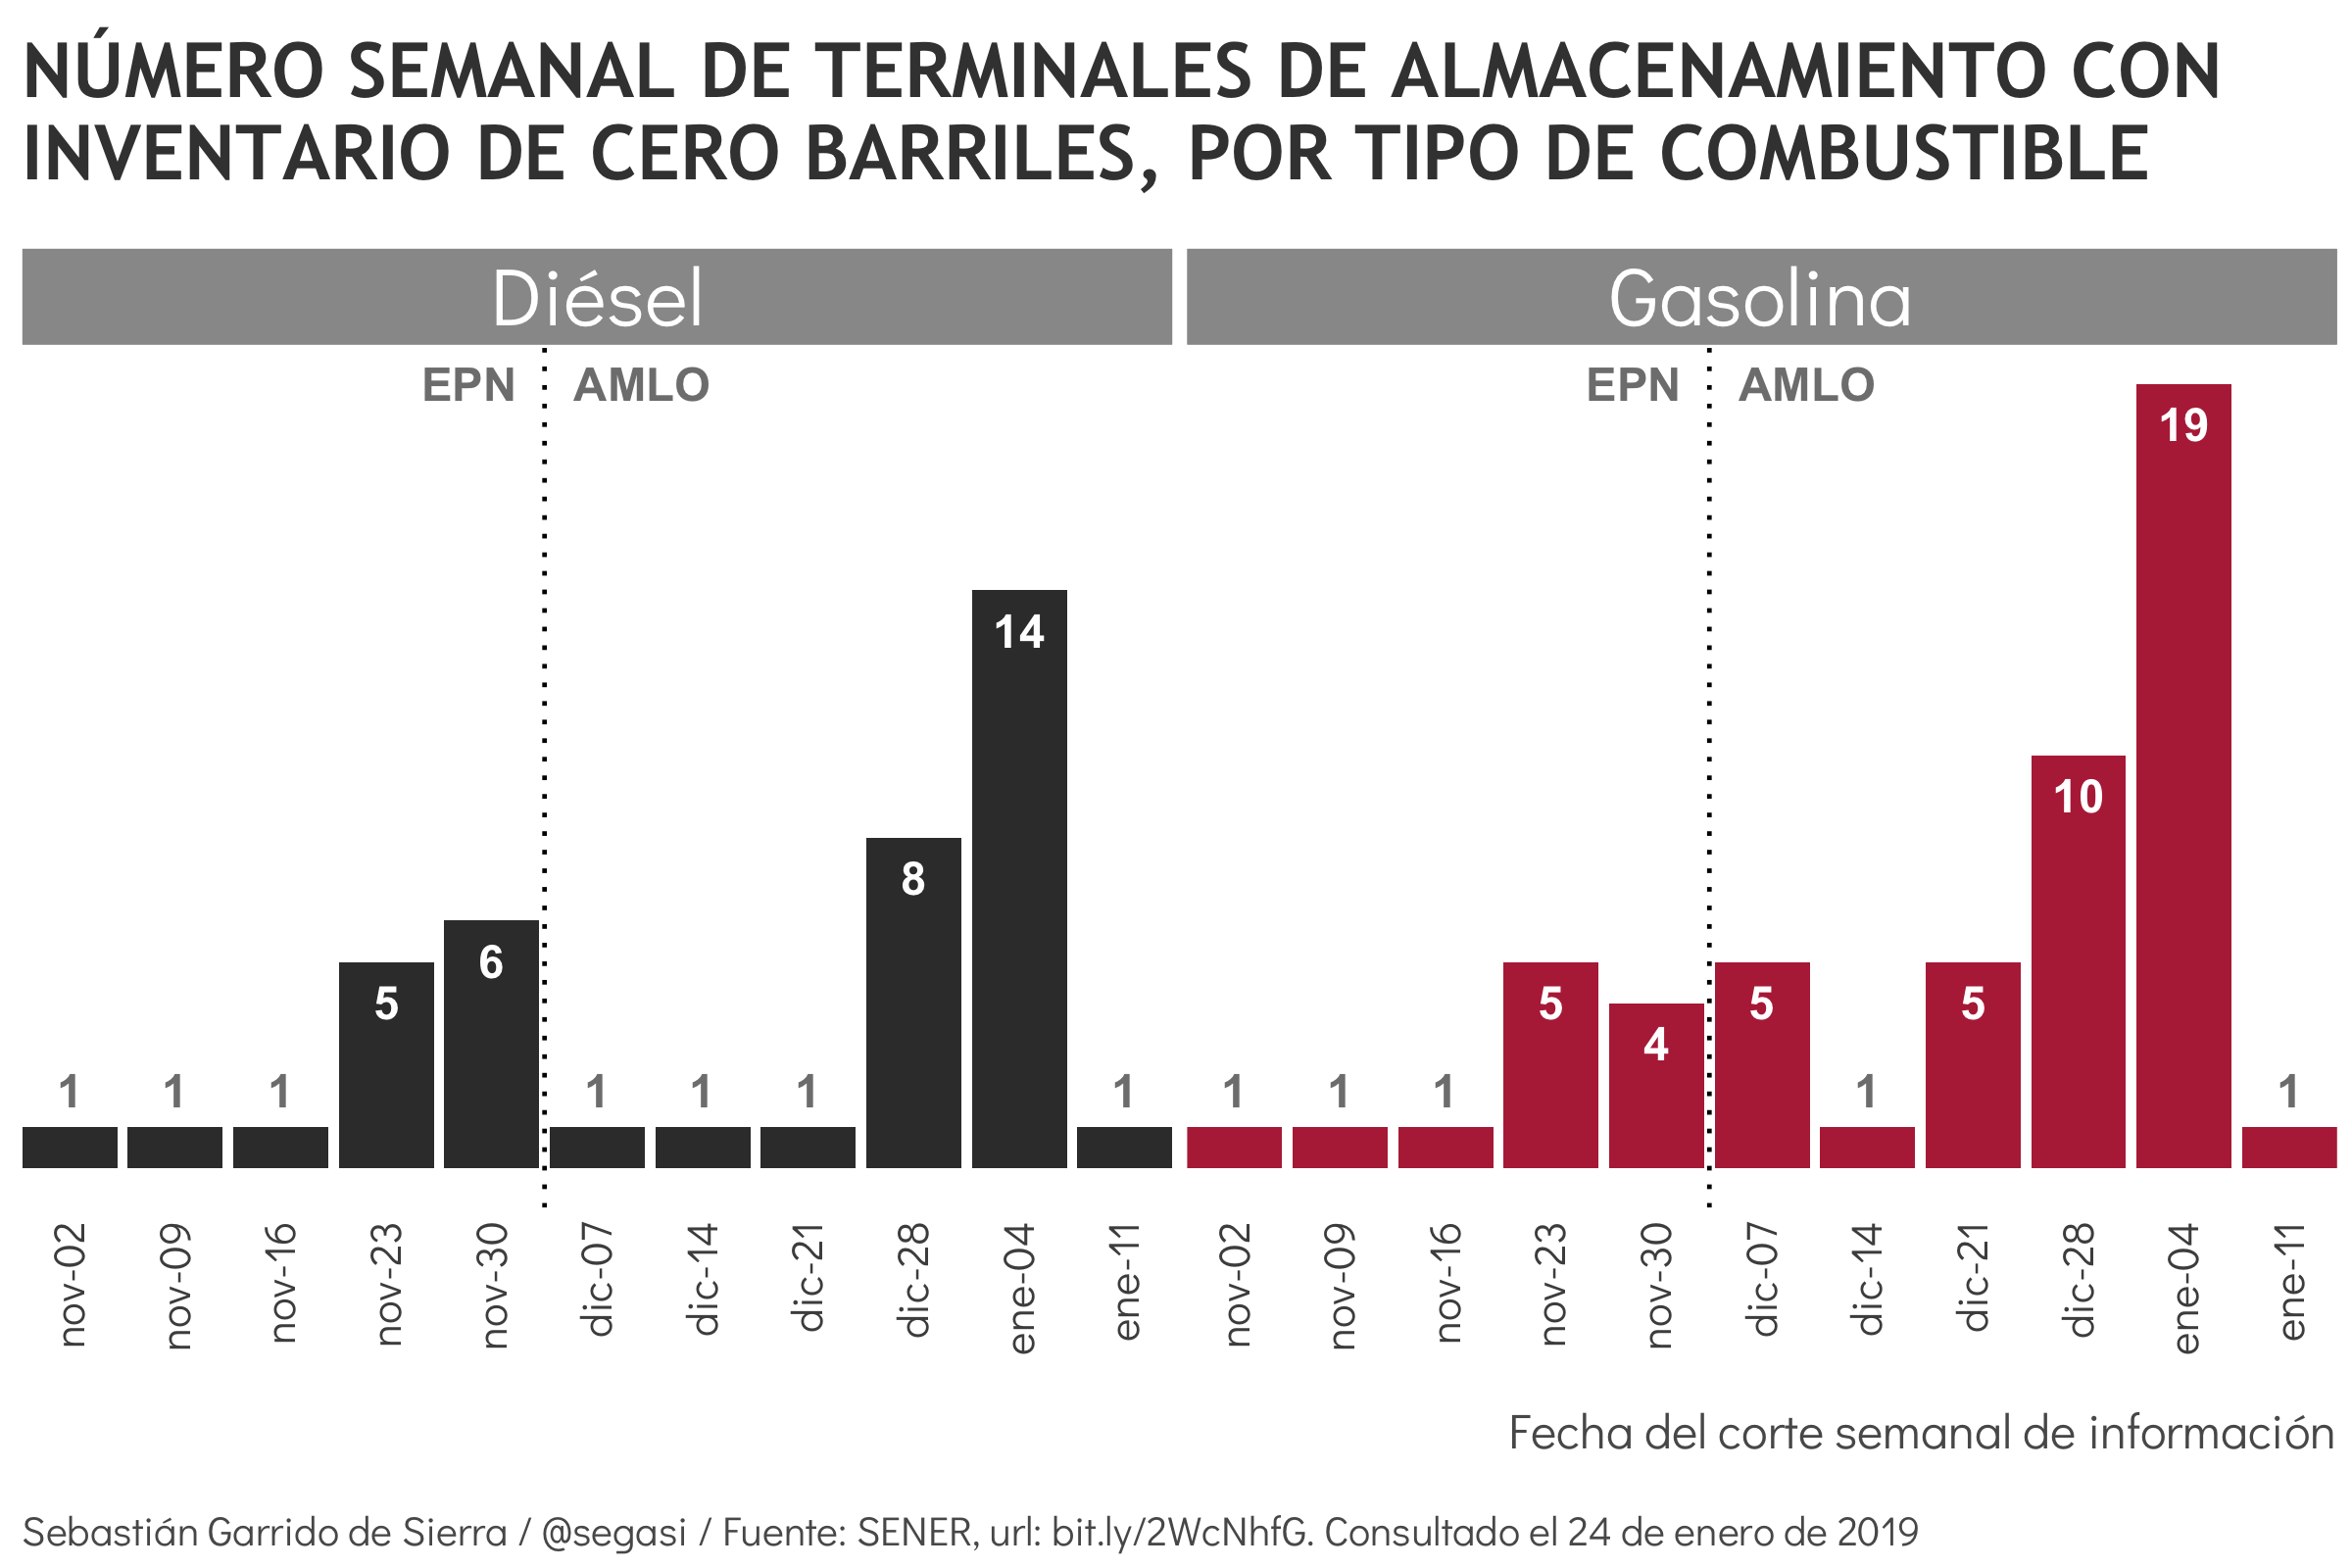 NÚMERO SEMANAL DE TERMINALES DE ALMACENAMIENTO CON
INVENTARIO DE CERO BARRILES, POR TIPO DE COMBUSTIBLE
Diésel
EPN AMLO
1 1 1 5 6 1 1 1 8 14 1
nov-02 nov-09 nov-16 nov-23 nov-30 dic-07 dic-14 dic-21 dic-28 ene-04 ene-11
Gasolina
EPN AMLO
1 1 1 5 4 5 1 5 10 19 1
nov-02 nov-09 nov-16 nov-23 nov-30 dic-07 dic-14 dic-21 dic-28 ene-04 ene-11
Fecha del corte semanal de información
Sebastián Garrido de Sierra / @segasi / Fuente: SENER, url: bit.ly/2WcNhfG. Consultado el 24 de enero de 2019